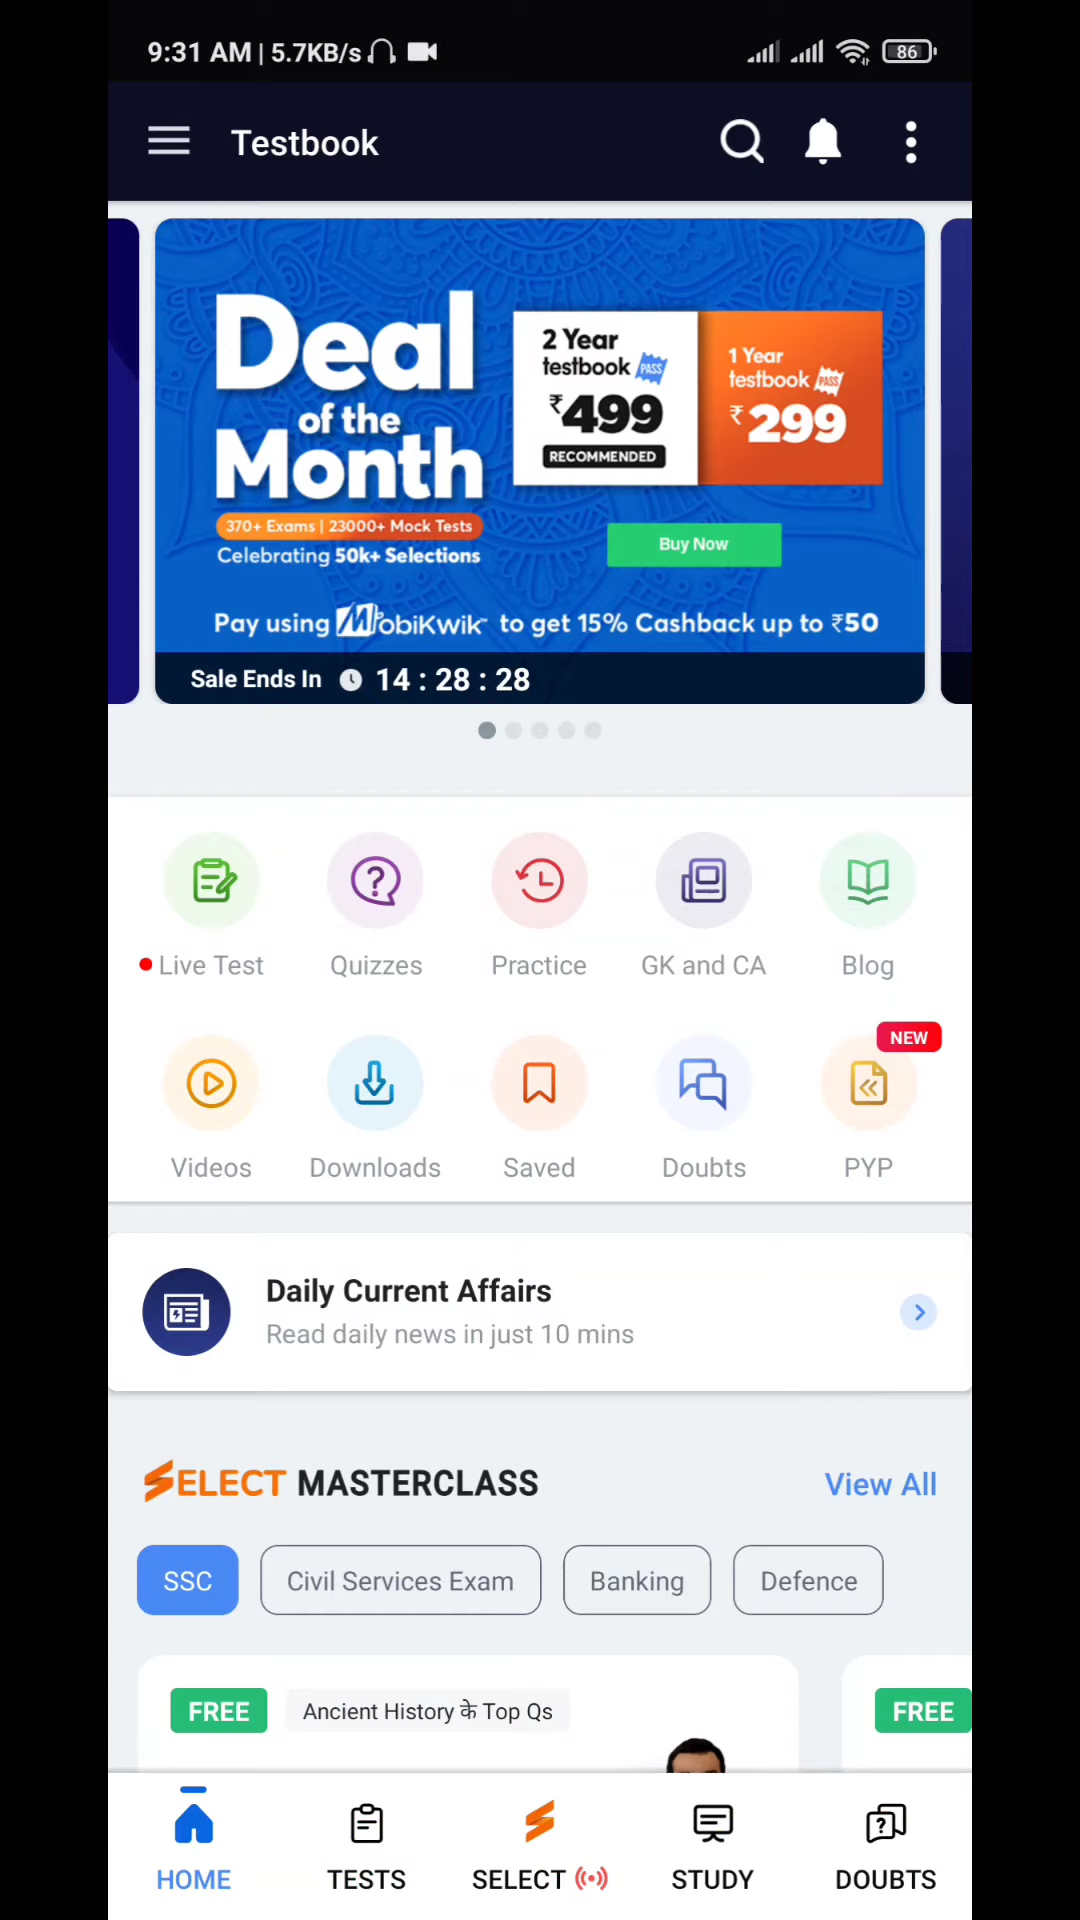 9:31 AM | 5.7KB/s
86
Testbook
Deal
of the
Month
370+ Exams | 23000+ Mock Tests
Celebrating 50k+ Selections
2 Year
testbook PASS
₹499
RECOMMENDED
1 Year
testbook PASS
₹299
Buy Now
Pay using MobiKwik to get 15% Cashback up to ₹50
Sale Ends In 14 : 28 : 28
Live Test
Quizzes
Practice
GK and CA
Blog
NEW
Videos
Downloads
Saved
Doubts
PYP
Daily Current Affairs
Read daily news in just 10 mins
SELECT MASTERCLASS
View All
SSC
Civil Services Exam
Banking
Defence
FREE
Ancient History के Top Qs
FREE
HOME
TESTS
SELECT
STUDY
DOUBTS